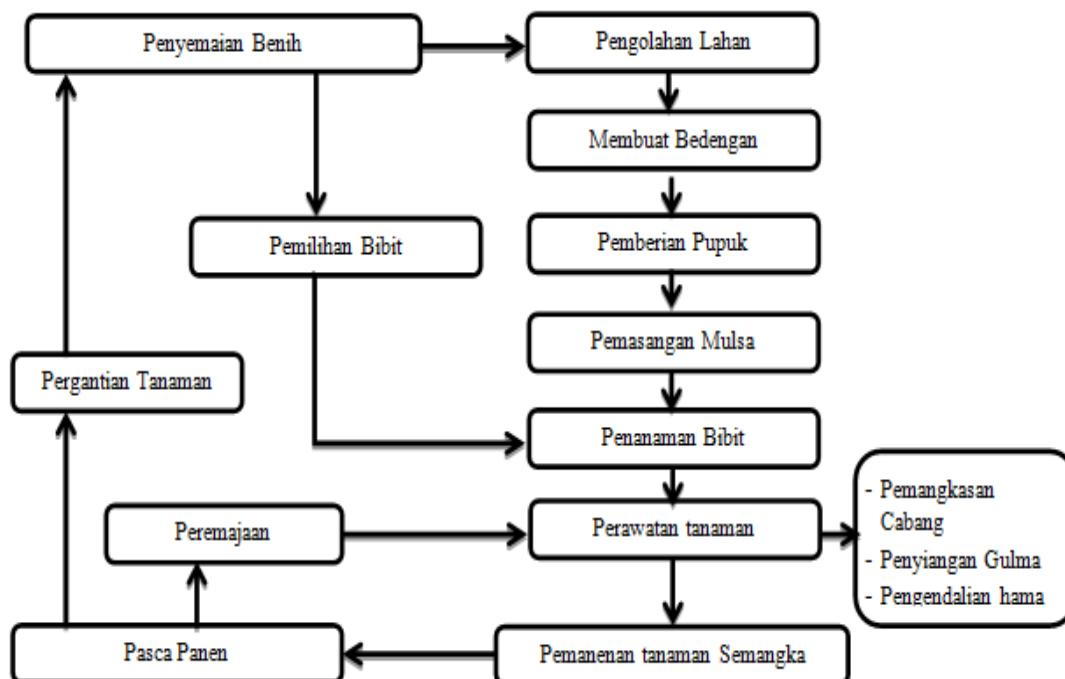 Penyemaian Benih
Pengolahan Lahan
Membuat Bedengan
Pemilihan Bibit
Pemberian Pupuk
Pemasangan Mulsa
Pergantian Tanaman
Penanaman Bibit
- Pemangkasan
Cabang
- Penyiangan Gulma
- Pengendalian hama
Peremajaan
Perawatan tanaman
Pasca Panen
Pemanenan tanaman Semangka